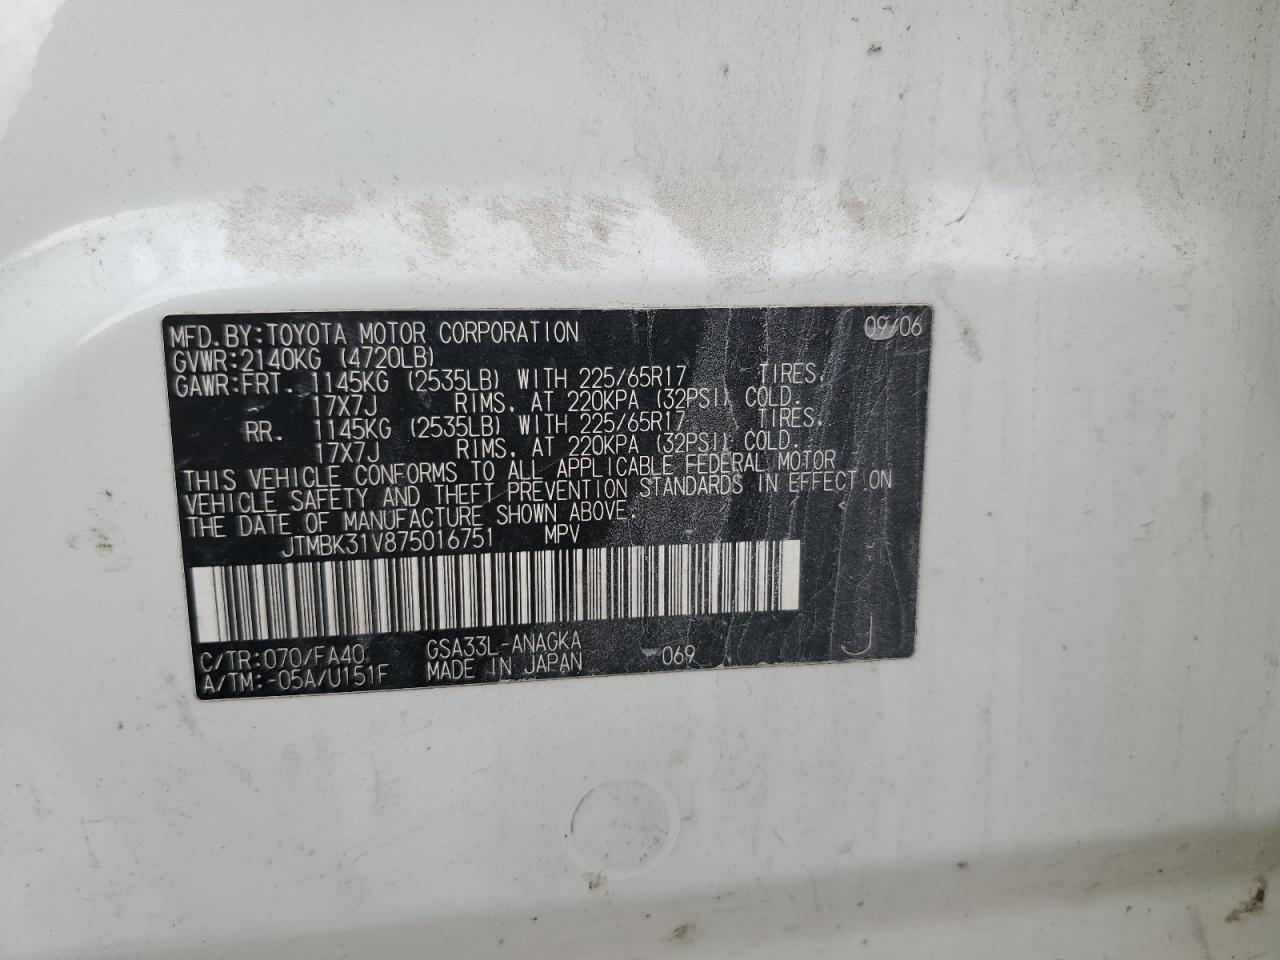 MFD.BY:TOYOTA MOTOR CORPORATION 09/06
GVWR:2140KG (4720LB)
GAWR:FRT. 1145KG (2535LB) WITH 225/65R17 TIRES,
17X7J RIMS, AT 220KPA (32PSI) COLD.
RR. 1145KG (2535LB) WITH 225/65R17 TIRES,
17X7J RIMS, AT 220KPA (32PSI) COLD.
THIS VEHICLE CONFORMS TO ALL APPLICABLE FEDERAL MOTOR
VEHICLE SAFETY AND THEFT PREVENTION STANDARDS IN EFFECT ON
THE DATE OF MANUFACTURE SHOWN ABOVE.
JTMBK31V875016751 MPV
C/TR:070/FA40 GSA33L-ANAGKA 069 J
A/TM:-05A/U151F MADE IN JAPAN